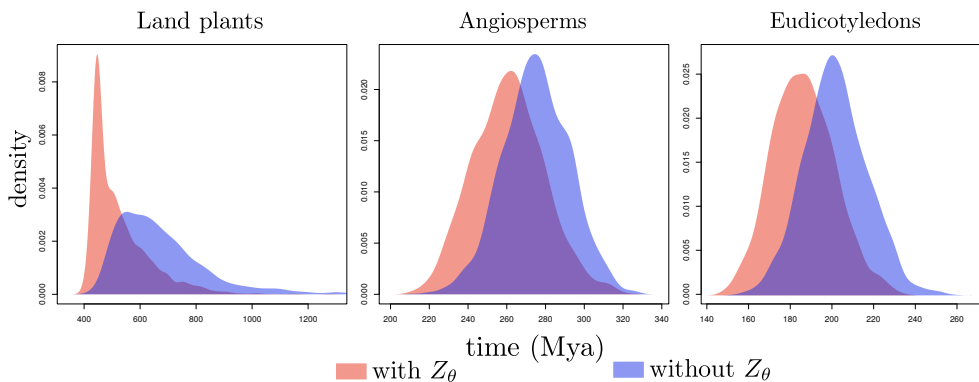 Land plants
Angiosperms
Eudicotyledons
density
0.000 0.002 0.004 0.006 0.008
400 600 800 1000 1200
0.000 0.005 0.010 0.015 0.020
200 220 240 260 280 300 320 340
0.000 0.005 0.010 0.015 0.020 0.025
140 160 180 200 220 240 260
time (Mya)
with Zθ
without Zθ